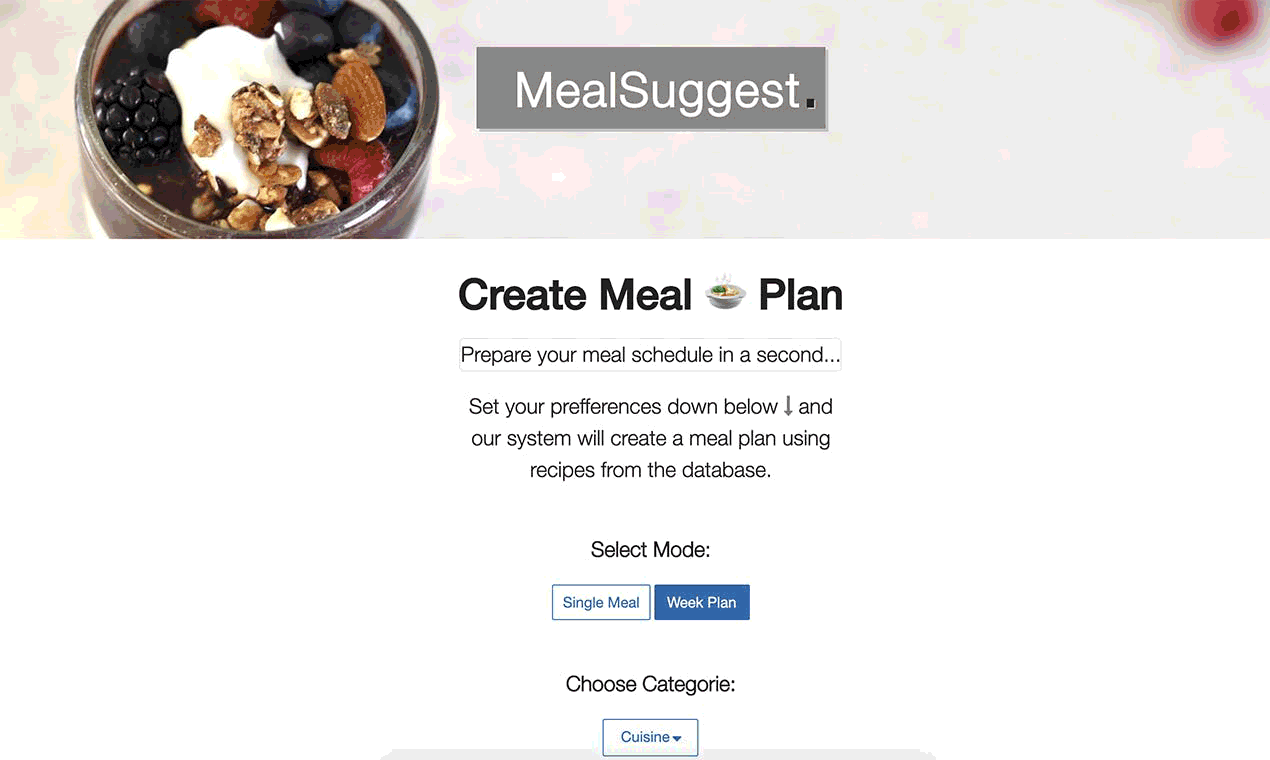 MealSuggest.
Create Meal 🍲 Plan
Prepare your meal schedule in a second...
Set your prefferences down below ⬇ and
our system will create a meal plan using
recipes from the database.
Select Mode:
Single Meal Week Plan
Choose Categorie:
Cuisine